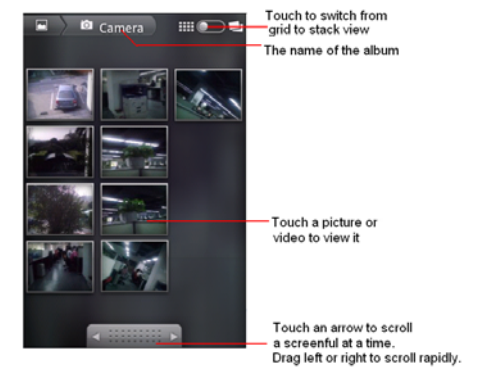 Touch to switch from
grid to stack view
Camera
The name of the album
Touch a picture or
video to view it
Touch an arrow to scroll
a screenful at a time.
Drag left or right to scroll rapidly.